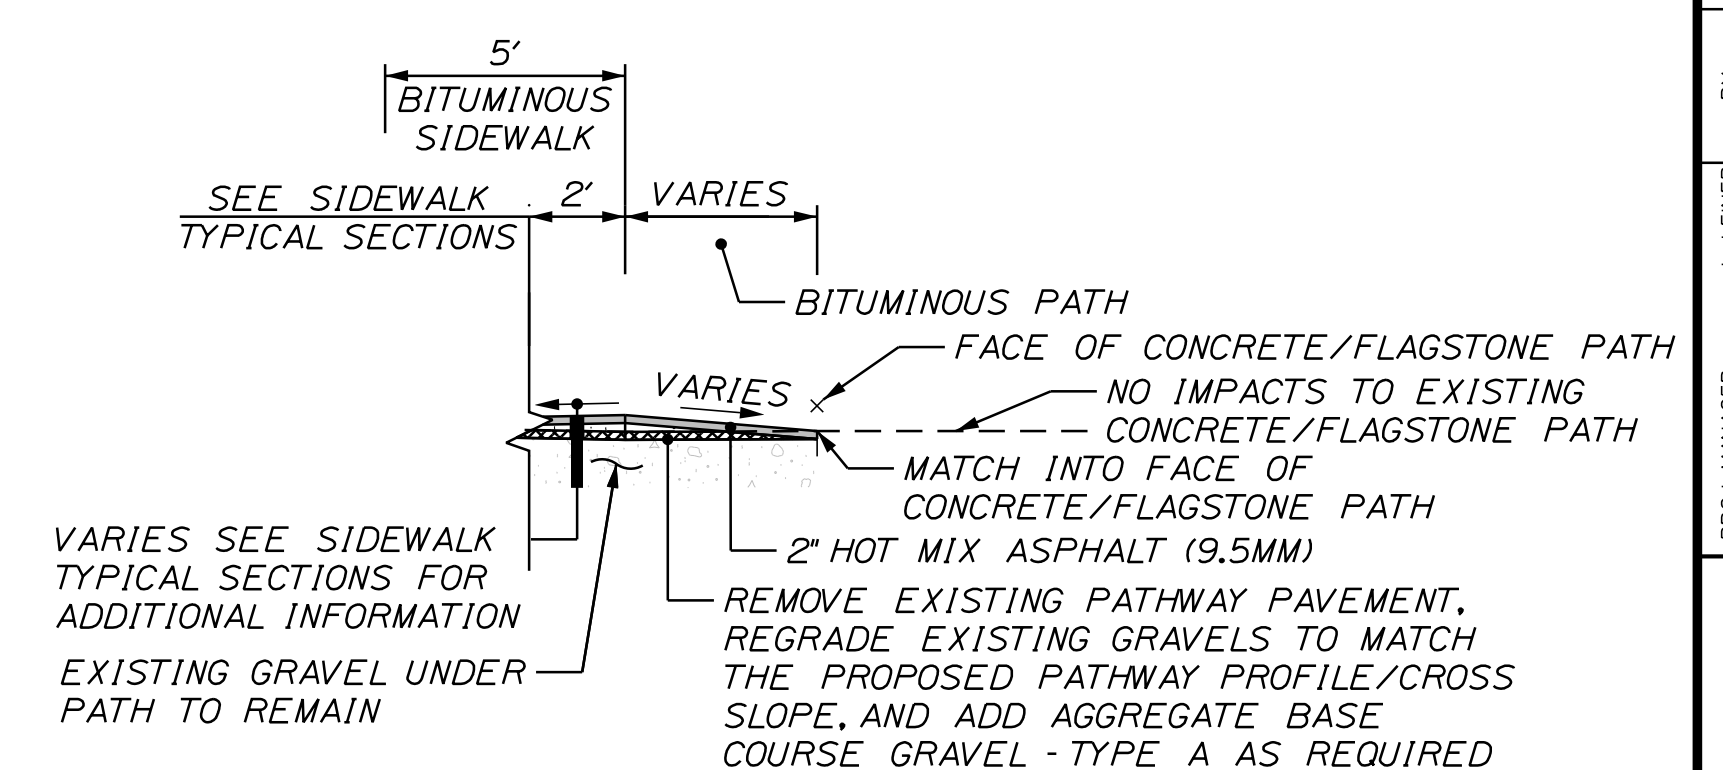 5'
BITUMINOUS
SIDEWALK
SEE SIDEWALK
TYPICAL SECTIONS
2'
VARIES
BITUMINOUS PATH
FACE OF CONCRETE/FLAGSTONE PATH
VARIES
NO IMPACTS TO EXISTING
CONCRETE/FLAGSTONE PATH
MATCH INTO FACE OF
CONCRETE/FLAGSTONE PATH
VARIES SEE SIDEWALK
TYPICAL SECTIONS FOR
ADDITIONAL INFORMATION
2" HOT MIX ASPHALT (9.5MM)
EXISTING GRAVEL UNDER
PATH TO REMAIN
REMOVE EXISTING PATHWAY PAVEMENT,
REGRADE EXISTING GRAVELS TO MATCH
THE PROPOSED PATHWAY PROFILE/CROSS
SLOPE, AND ADD AGGREGATE BASE
COURSE GRAVEL - TYPE A AS REQUIRED